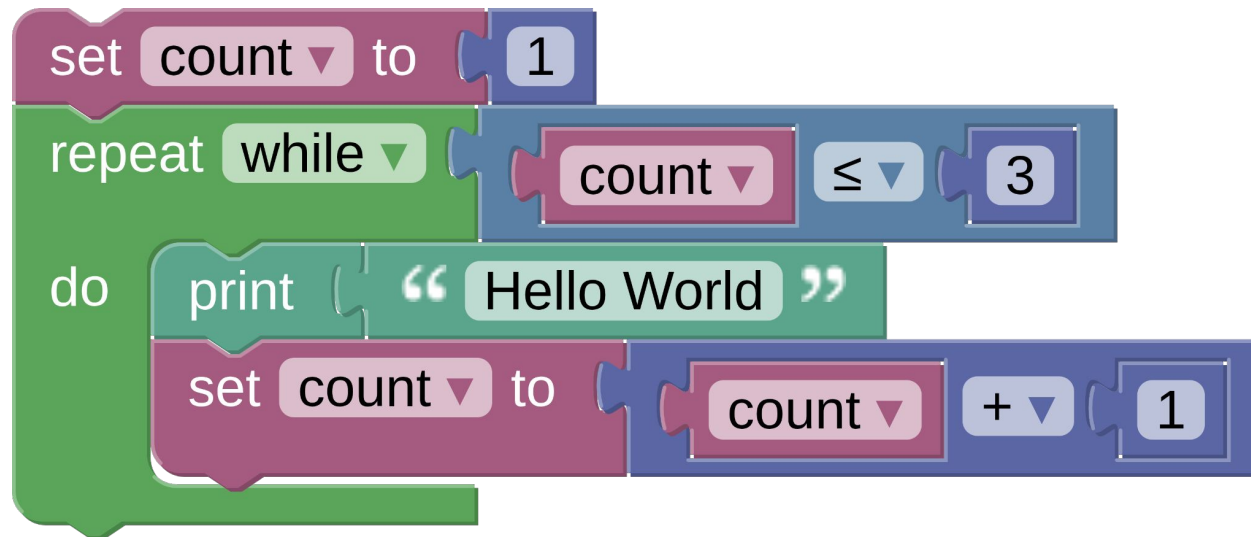 set count ▼ to 1
repeat while ▼ count ▼ ≤ ▼ 3
do print “ Hello World ”
set count ▼ to count ▼ + ▼ 1